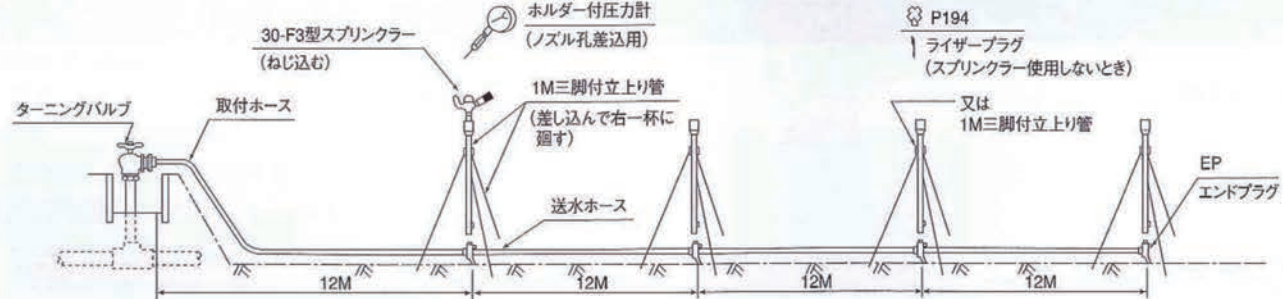 ホルダー付圧力計
(ノズル孔差込用)
P194
ライザープラグ
(スプリンクラー使用しないとき)
30-F3型スプリンクラー
(ねじ込む)
1M三脚付立上り管
(差し込んで右一杯に
廻す)
又は
1M三脚付立上り管
ターニングバルブ
取付ホース
EP
エンドプラグ
送水ホース
12M
12M
12M
12M